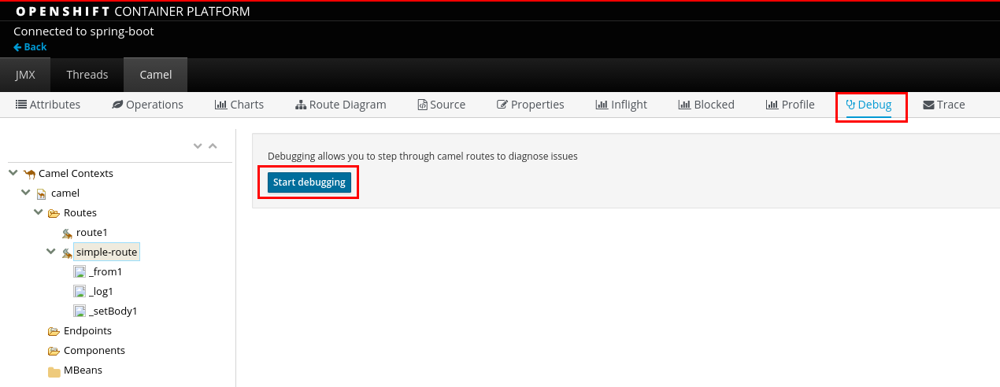 OPENSHIFT CONTAINER PLATFORM
Connected to spring-boot
Back
JMX Threads Camel
Attributes Operations Charts Route Diagram Source Properties Inflight Blocked Profile Debug Trace
Debugging allows you to step through camel routes to diagnose issues
Start debugging
Camel Contexts
camel
Routes
route1
simple-route
_from1
_log1
_setBody1
Endpoints
Components
MBeans